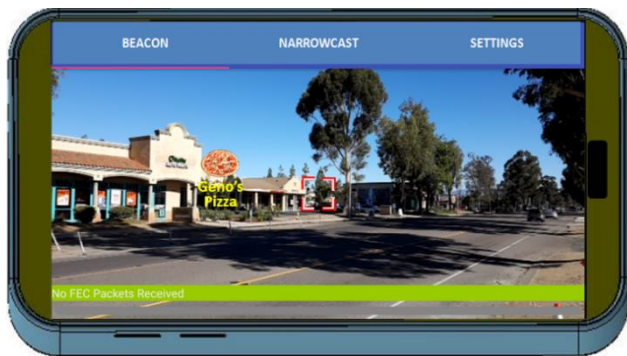 BEACON NARROWCAST SETTINGS
Geno's
Pizza
No FEC Packets Received